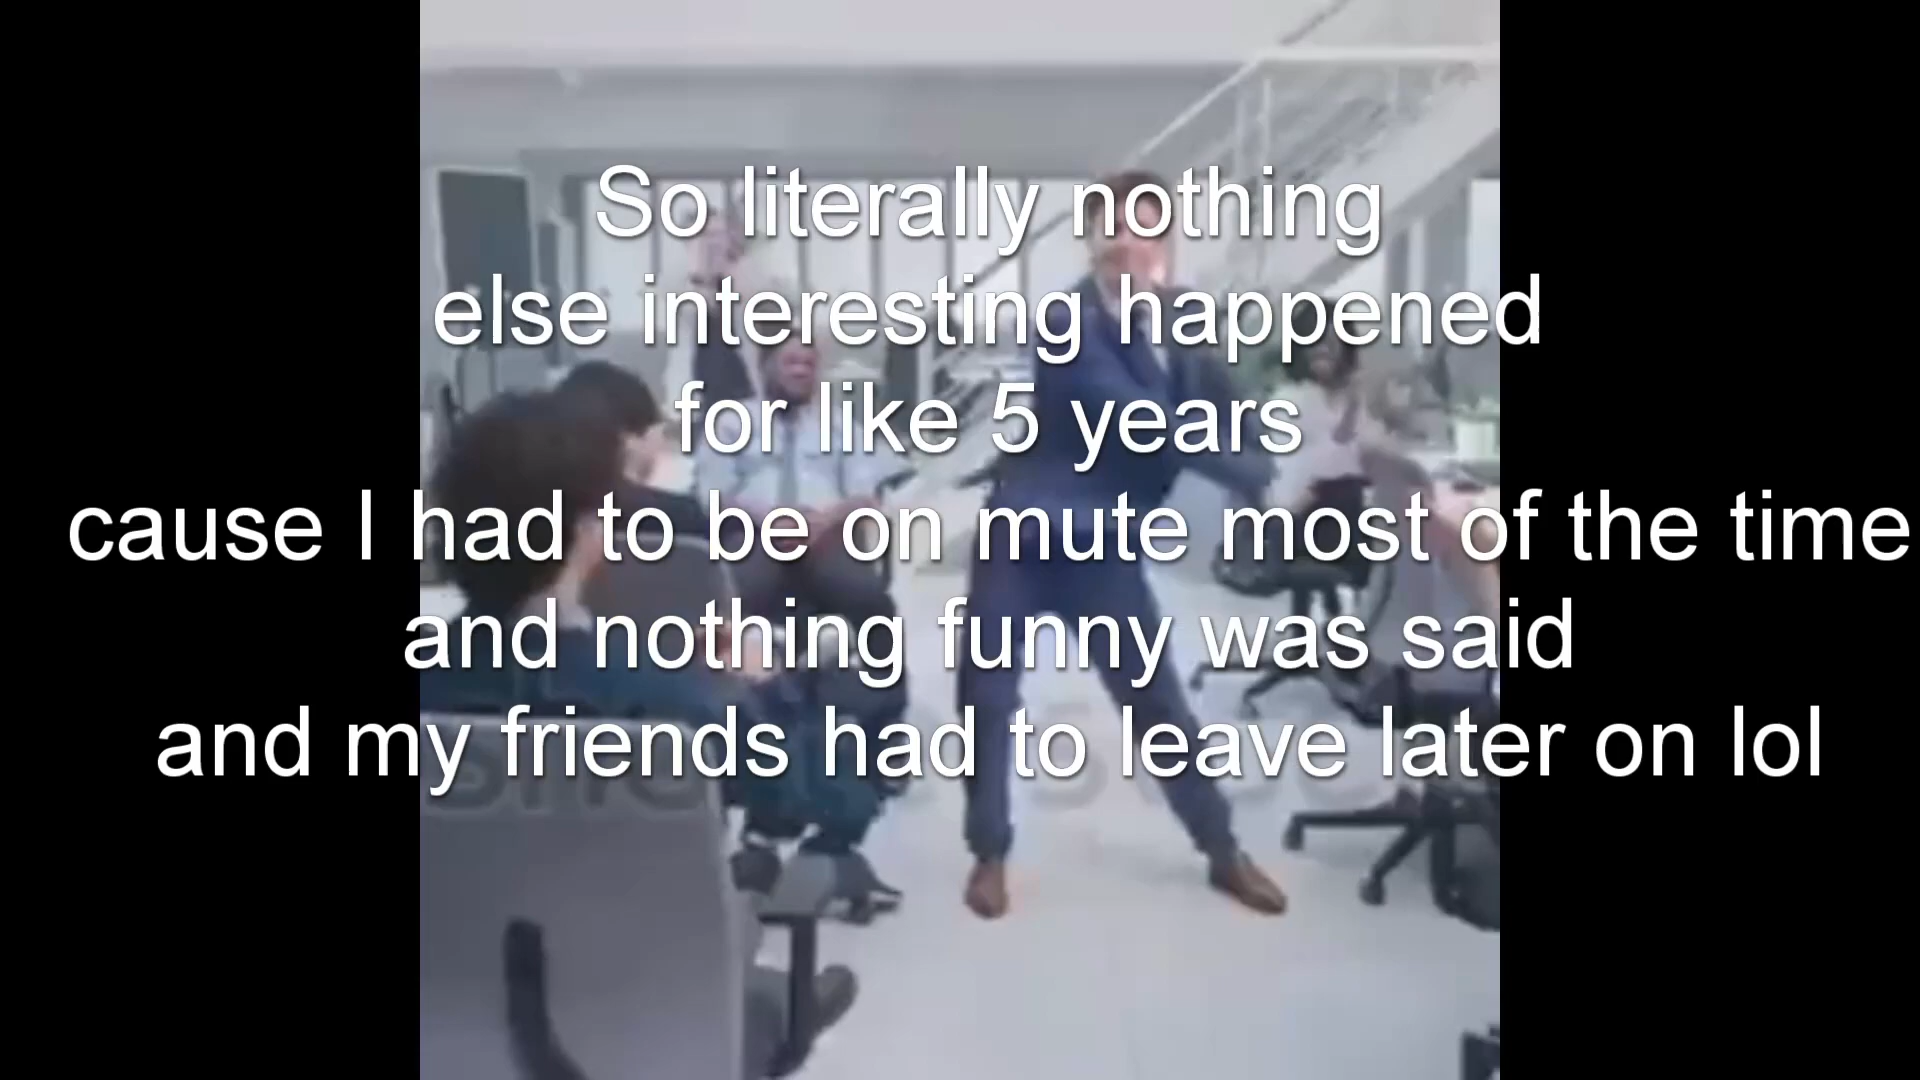 So literally nothing
else interesting happened
for like 5 years
cause I had to be on mute most of the time
and nothing funny was said
and my friends had to leave later on lol